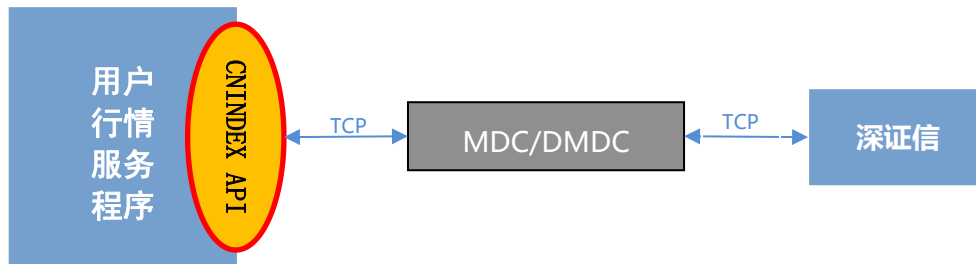 用户
行情
服务
程序
CNINDEX API
TCP
MDC/DMDC
TCP
深证信